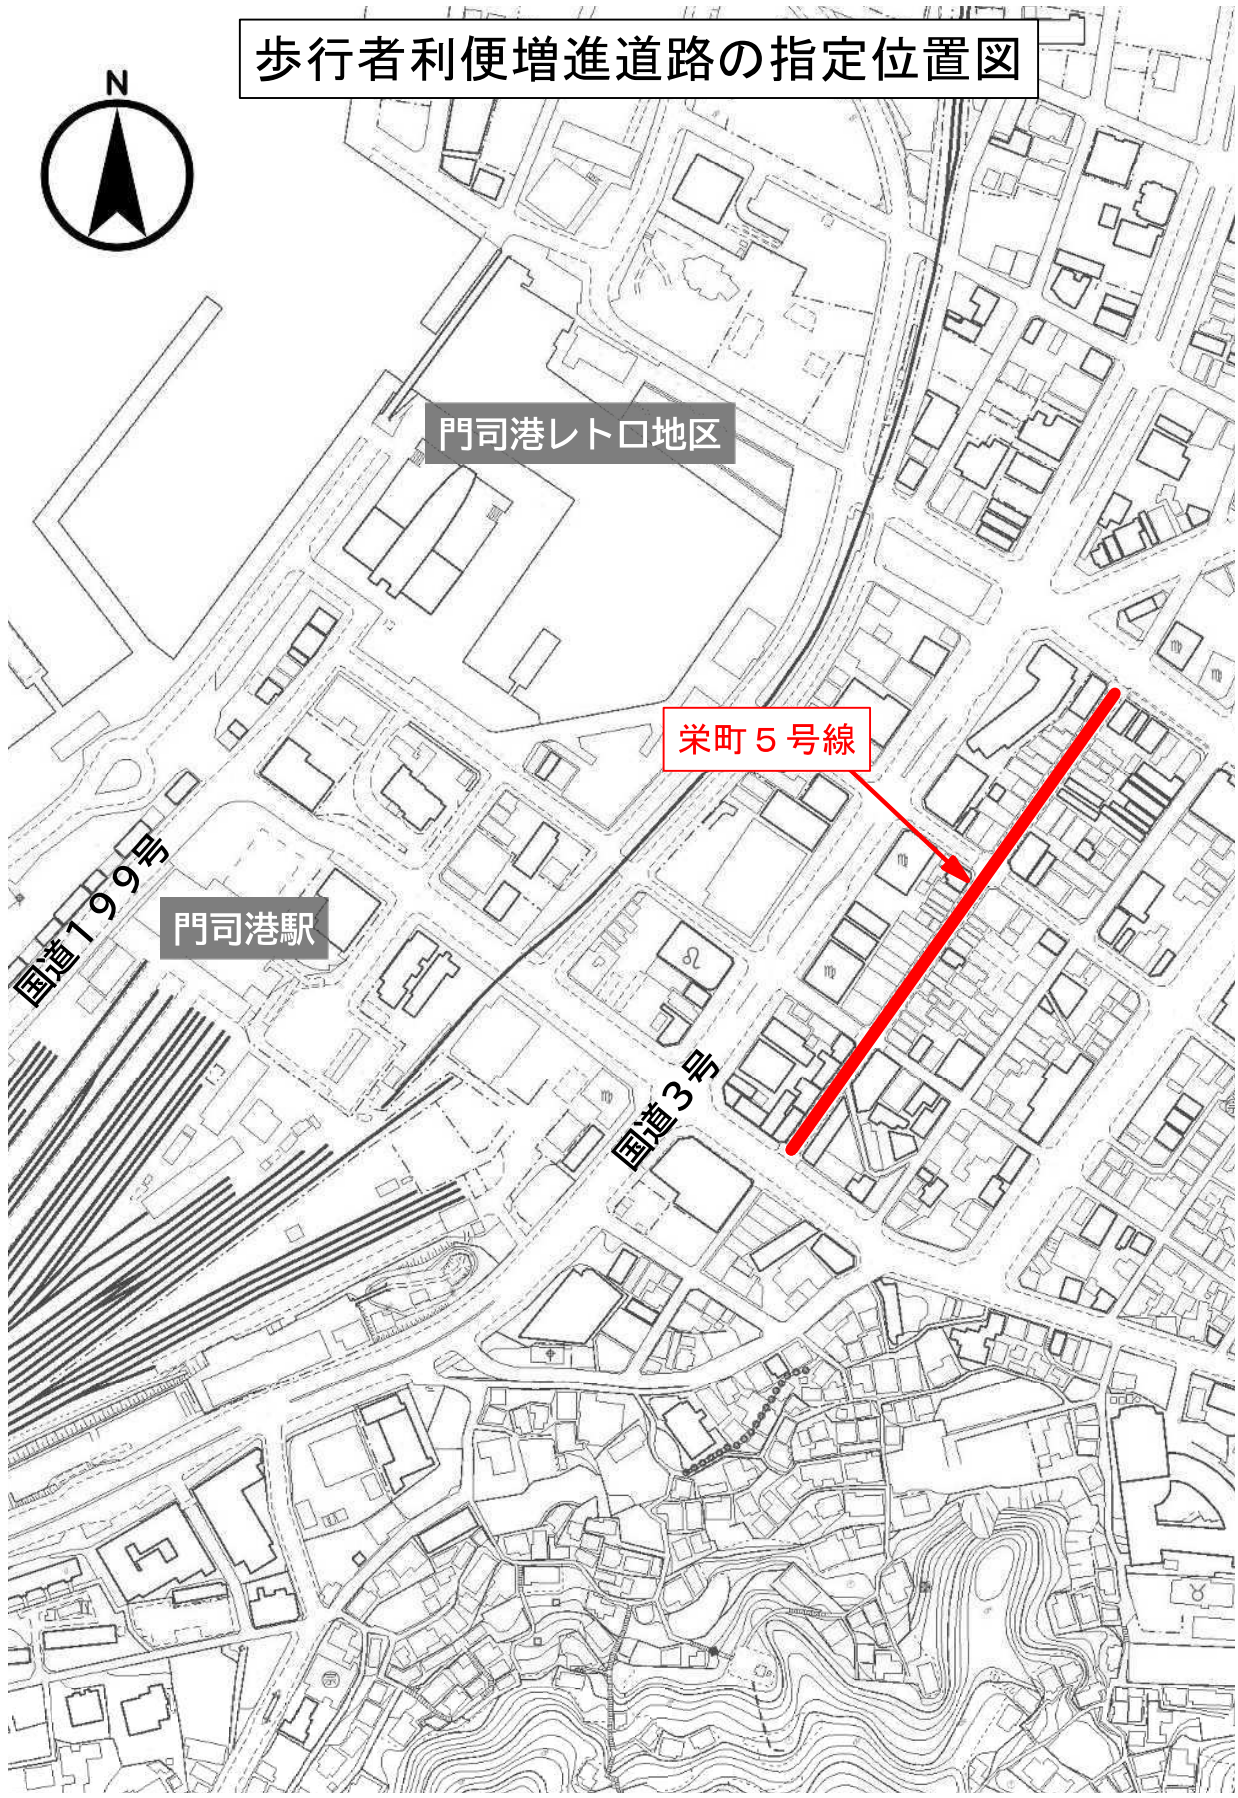 歩行者利便増進道路の指定位置図
N
門司港レトロ地区
栄町５号線
国道１９９号
門司港駅
国道３号